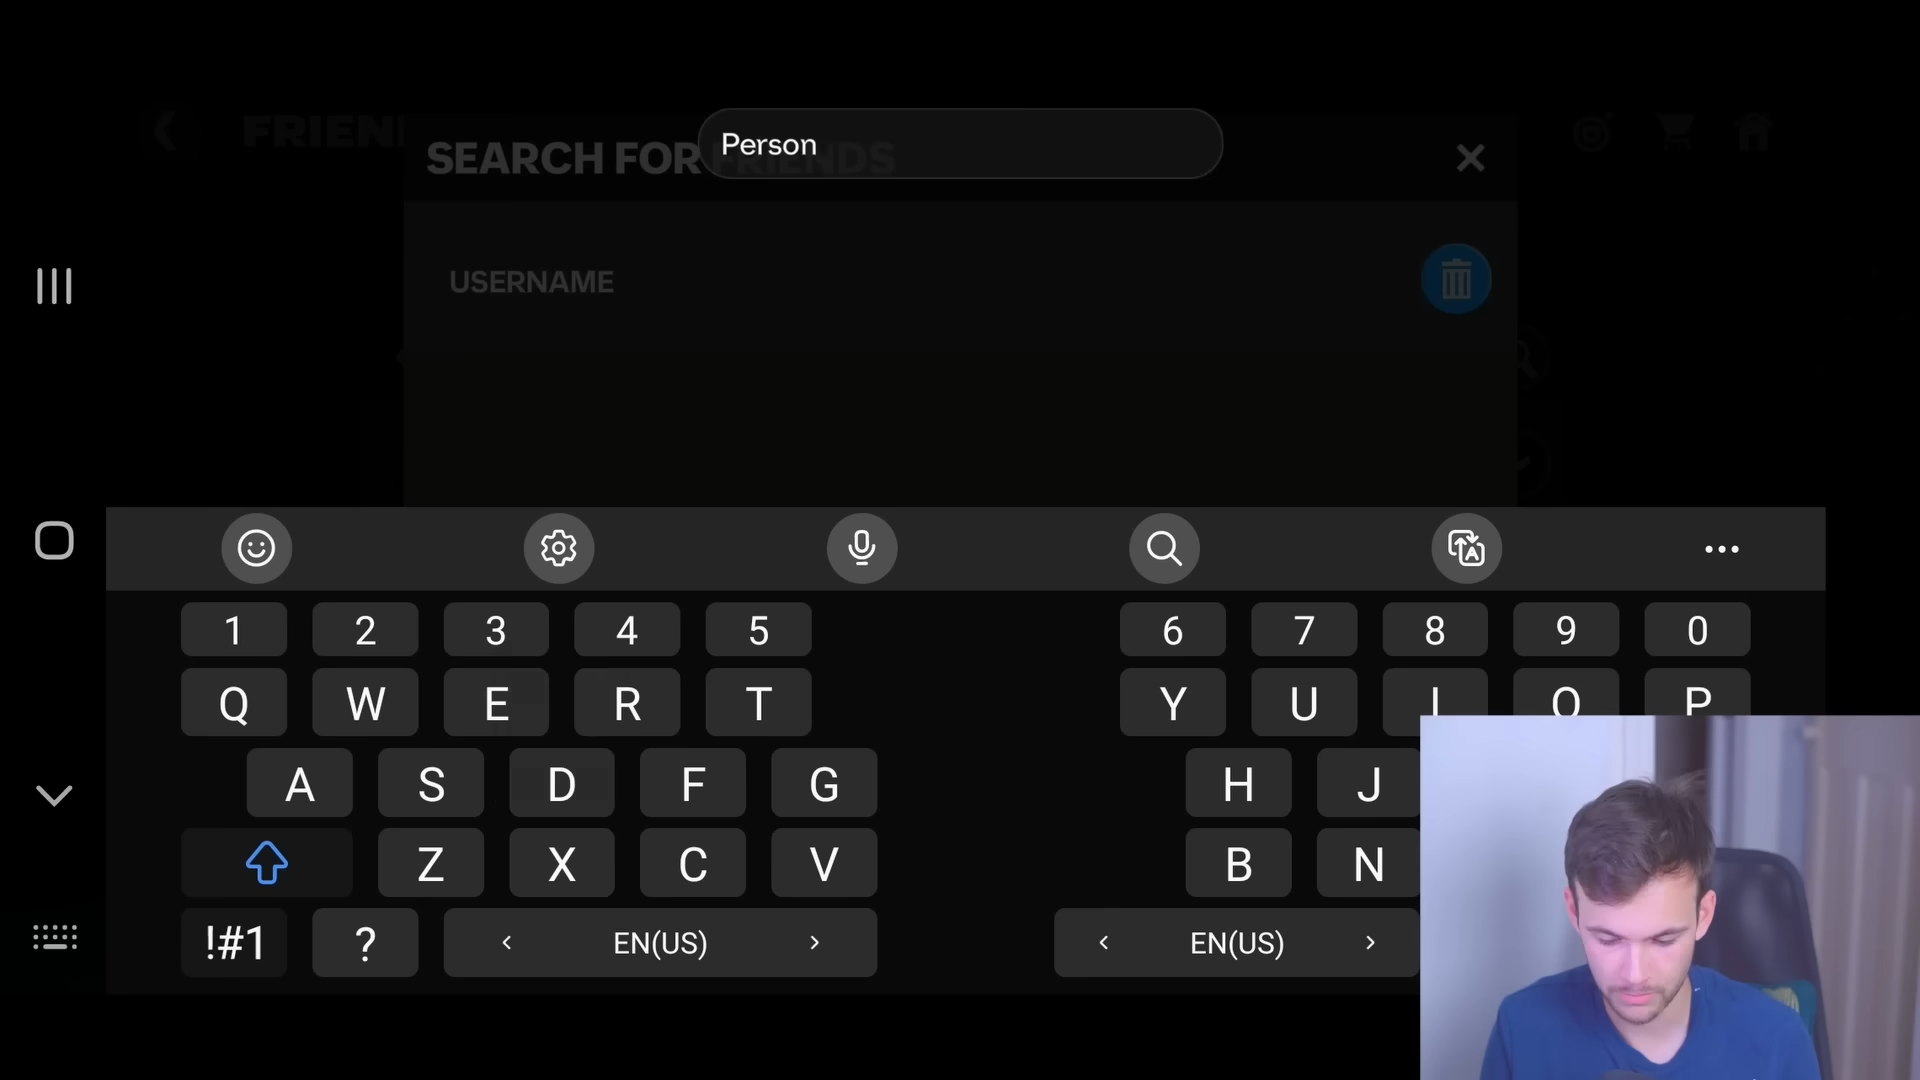 FRIEN
SEARCH FOR FRIENDS
Person
USERNAME
1 2 3 4 5 6 7 8 9 0
Q W E R T Y U I O P
A S D F G H J
Z X C V B N
!#1 ? < EN(US) > < EN(US) >